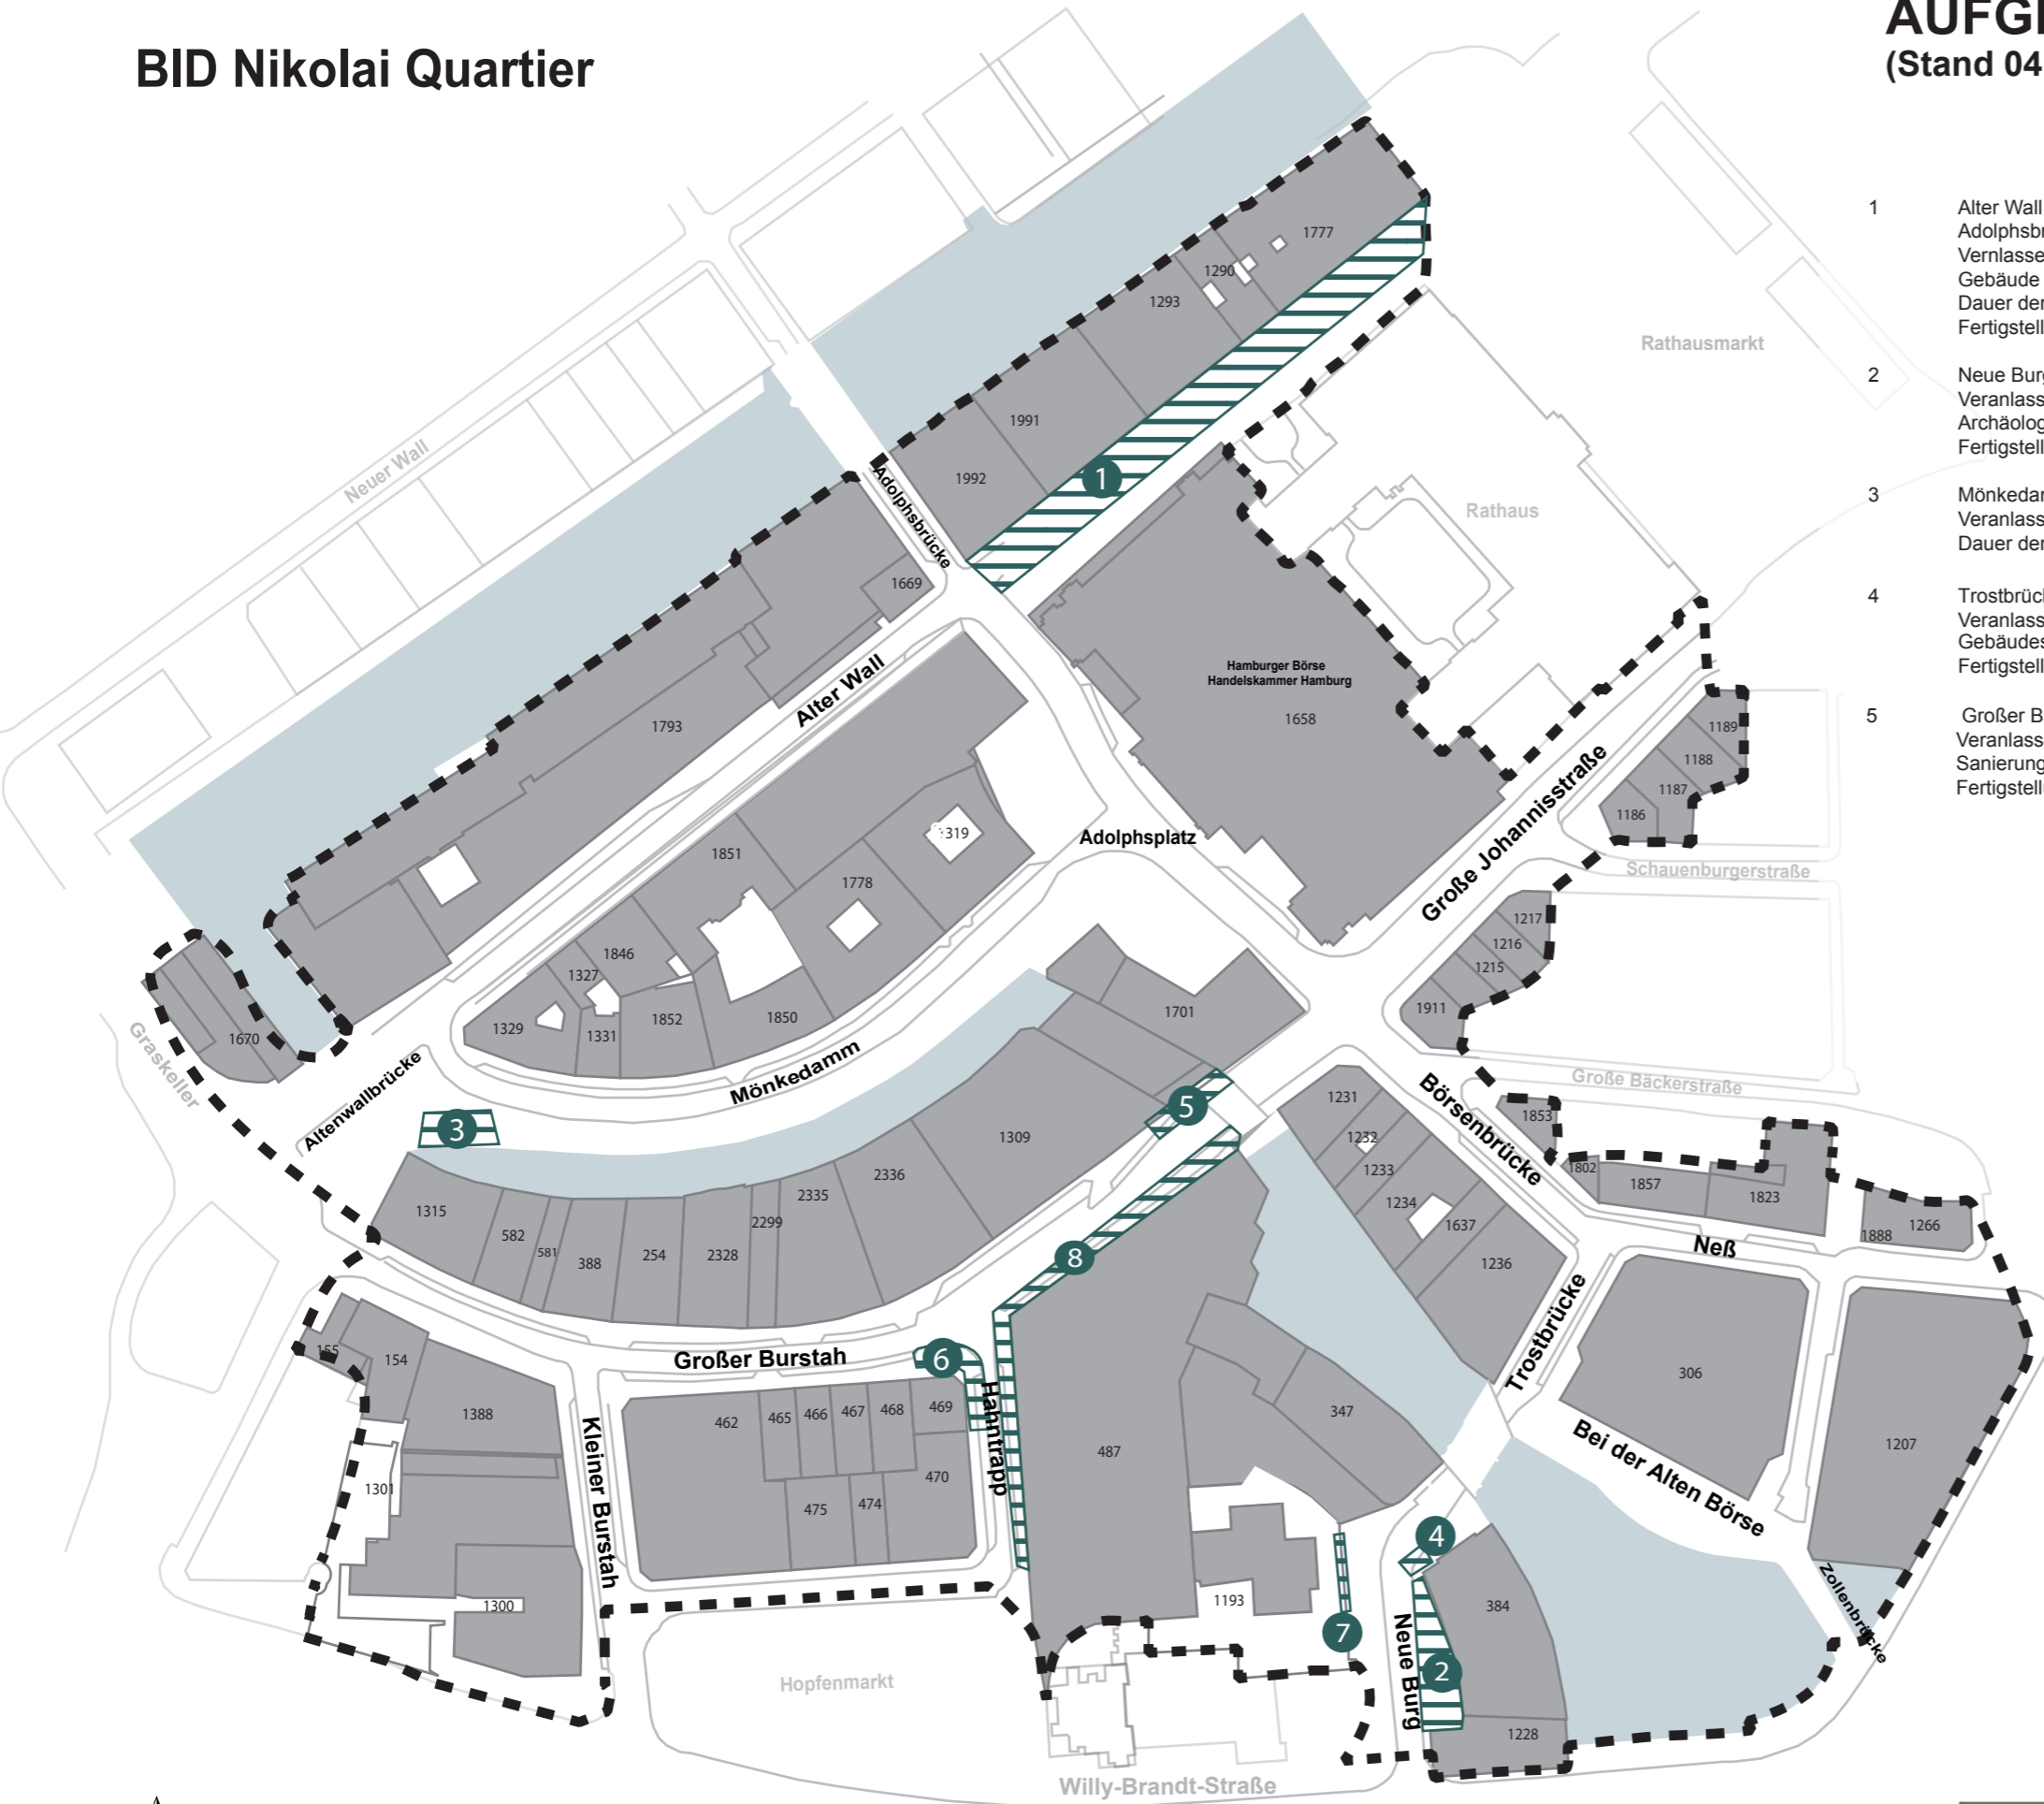 BID Nikolai Quartier
AUFG
(Stand 04
1 Alter Wall
Adolphsbr
Vernlasse
Gebäude
Dauer der
Fertigstell
2 Neue Burg
Veranlass
Archäolog
Fertigstell
3 Mönkedar
Veranlass
Dauer der
4 Trostbrück
Veranlass
Gebäudes
Fertigstell
5 Großer B
Veranlass
Sanierung
Fertigstell
Neuer Wall
Adolphsbrücke
Alter Wall
Rathausmarkt
Rathaus
Hamburger Börse
Handelskammer Hamburg
1658
1777
1290
1293
1991
1992
1
1669
1793
1851
1319
1778
1846
1327
1329
1331
1852
1850
Adolphsplatz
Große Johannisstraße
1189
1188
1187
1186
Schauenburgerstraße
1217
1216
1215
1911
Große Bäckerstraße
Graskeller
1670
Altenwallbrücke
Mönkedamm
3
1701
5
1309
2336
2335
2299
2328
254
388
581
582
1315
8
Börsenbrücke
1231
1232
1233
1234
1637
1236
1853
1802
1857
1823
1888
1266
Neß
Trostbrücke
306
1207
Bei der Alten Börse
Zollenbrücke
Großer Burstah
6
Hahntrapp
155
154
1388
1301
1300
Kleiner Burstah
462
465
466
467
468
469
470
474
475
487
347
1193
7
4
384
2
Neue Burg
1228
Hopfenmarkt
Willy-Brandt-Straße